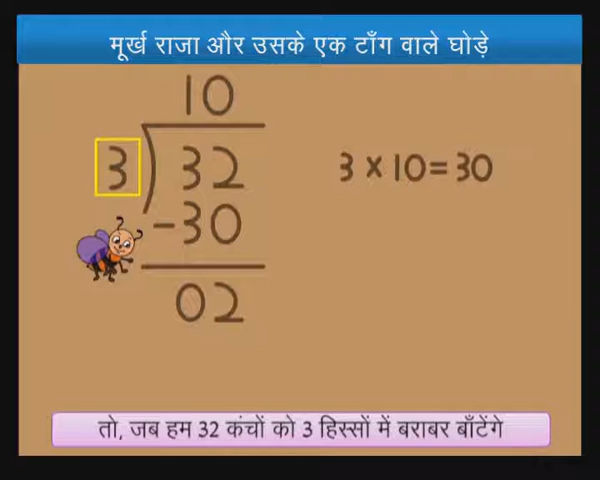 मूर्ख राजा और उसके एक टाँग वाले घोड़े
10
3)32
3 x 10 = 30
-30
02
तो, जब हम 32 कंचों को 3 हिस्सों में बराबर बाँटेंगे